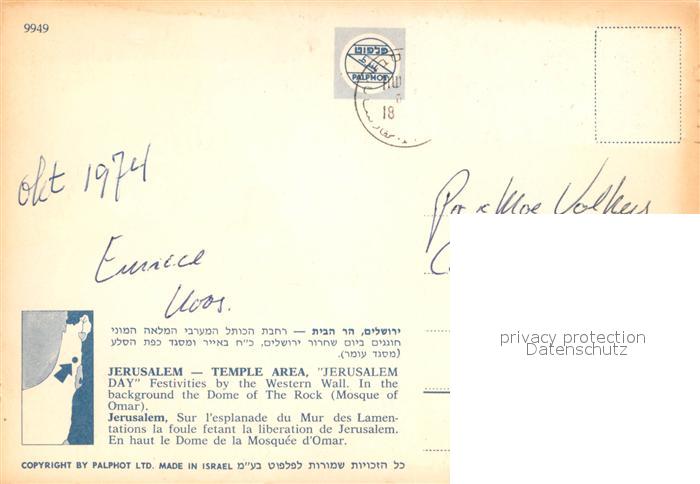 9949
פלפוט
PALPHOT
18
okt 1974
Volkers
ירושלים, הר הבית — רחבת הכותל המערבי המלאה המוני
חוגגים ביום שחרור ירושלים, כ״ח באייר ומסגד כפת הסלע
(מסגד עומר).
JERUSALEM — TEMPLE AREA, "JERUSALEM
DAY" Festivities by the Western Wall. In the
background the Dome of The Rock (Mosque of
Omar).
Jerusalem, Sur l'esplanade du Mur des Lamen-
tations la foule fetant la liberation de Jerusalem.
En haut le Dome de la Mosquée d'Omar.
COPYRIGHT BY PALPHOT LTD. MADE IN ISRAEL כל הזכויות שמורות לפלפוט בע״מ
privacy protection
Datenschutz